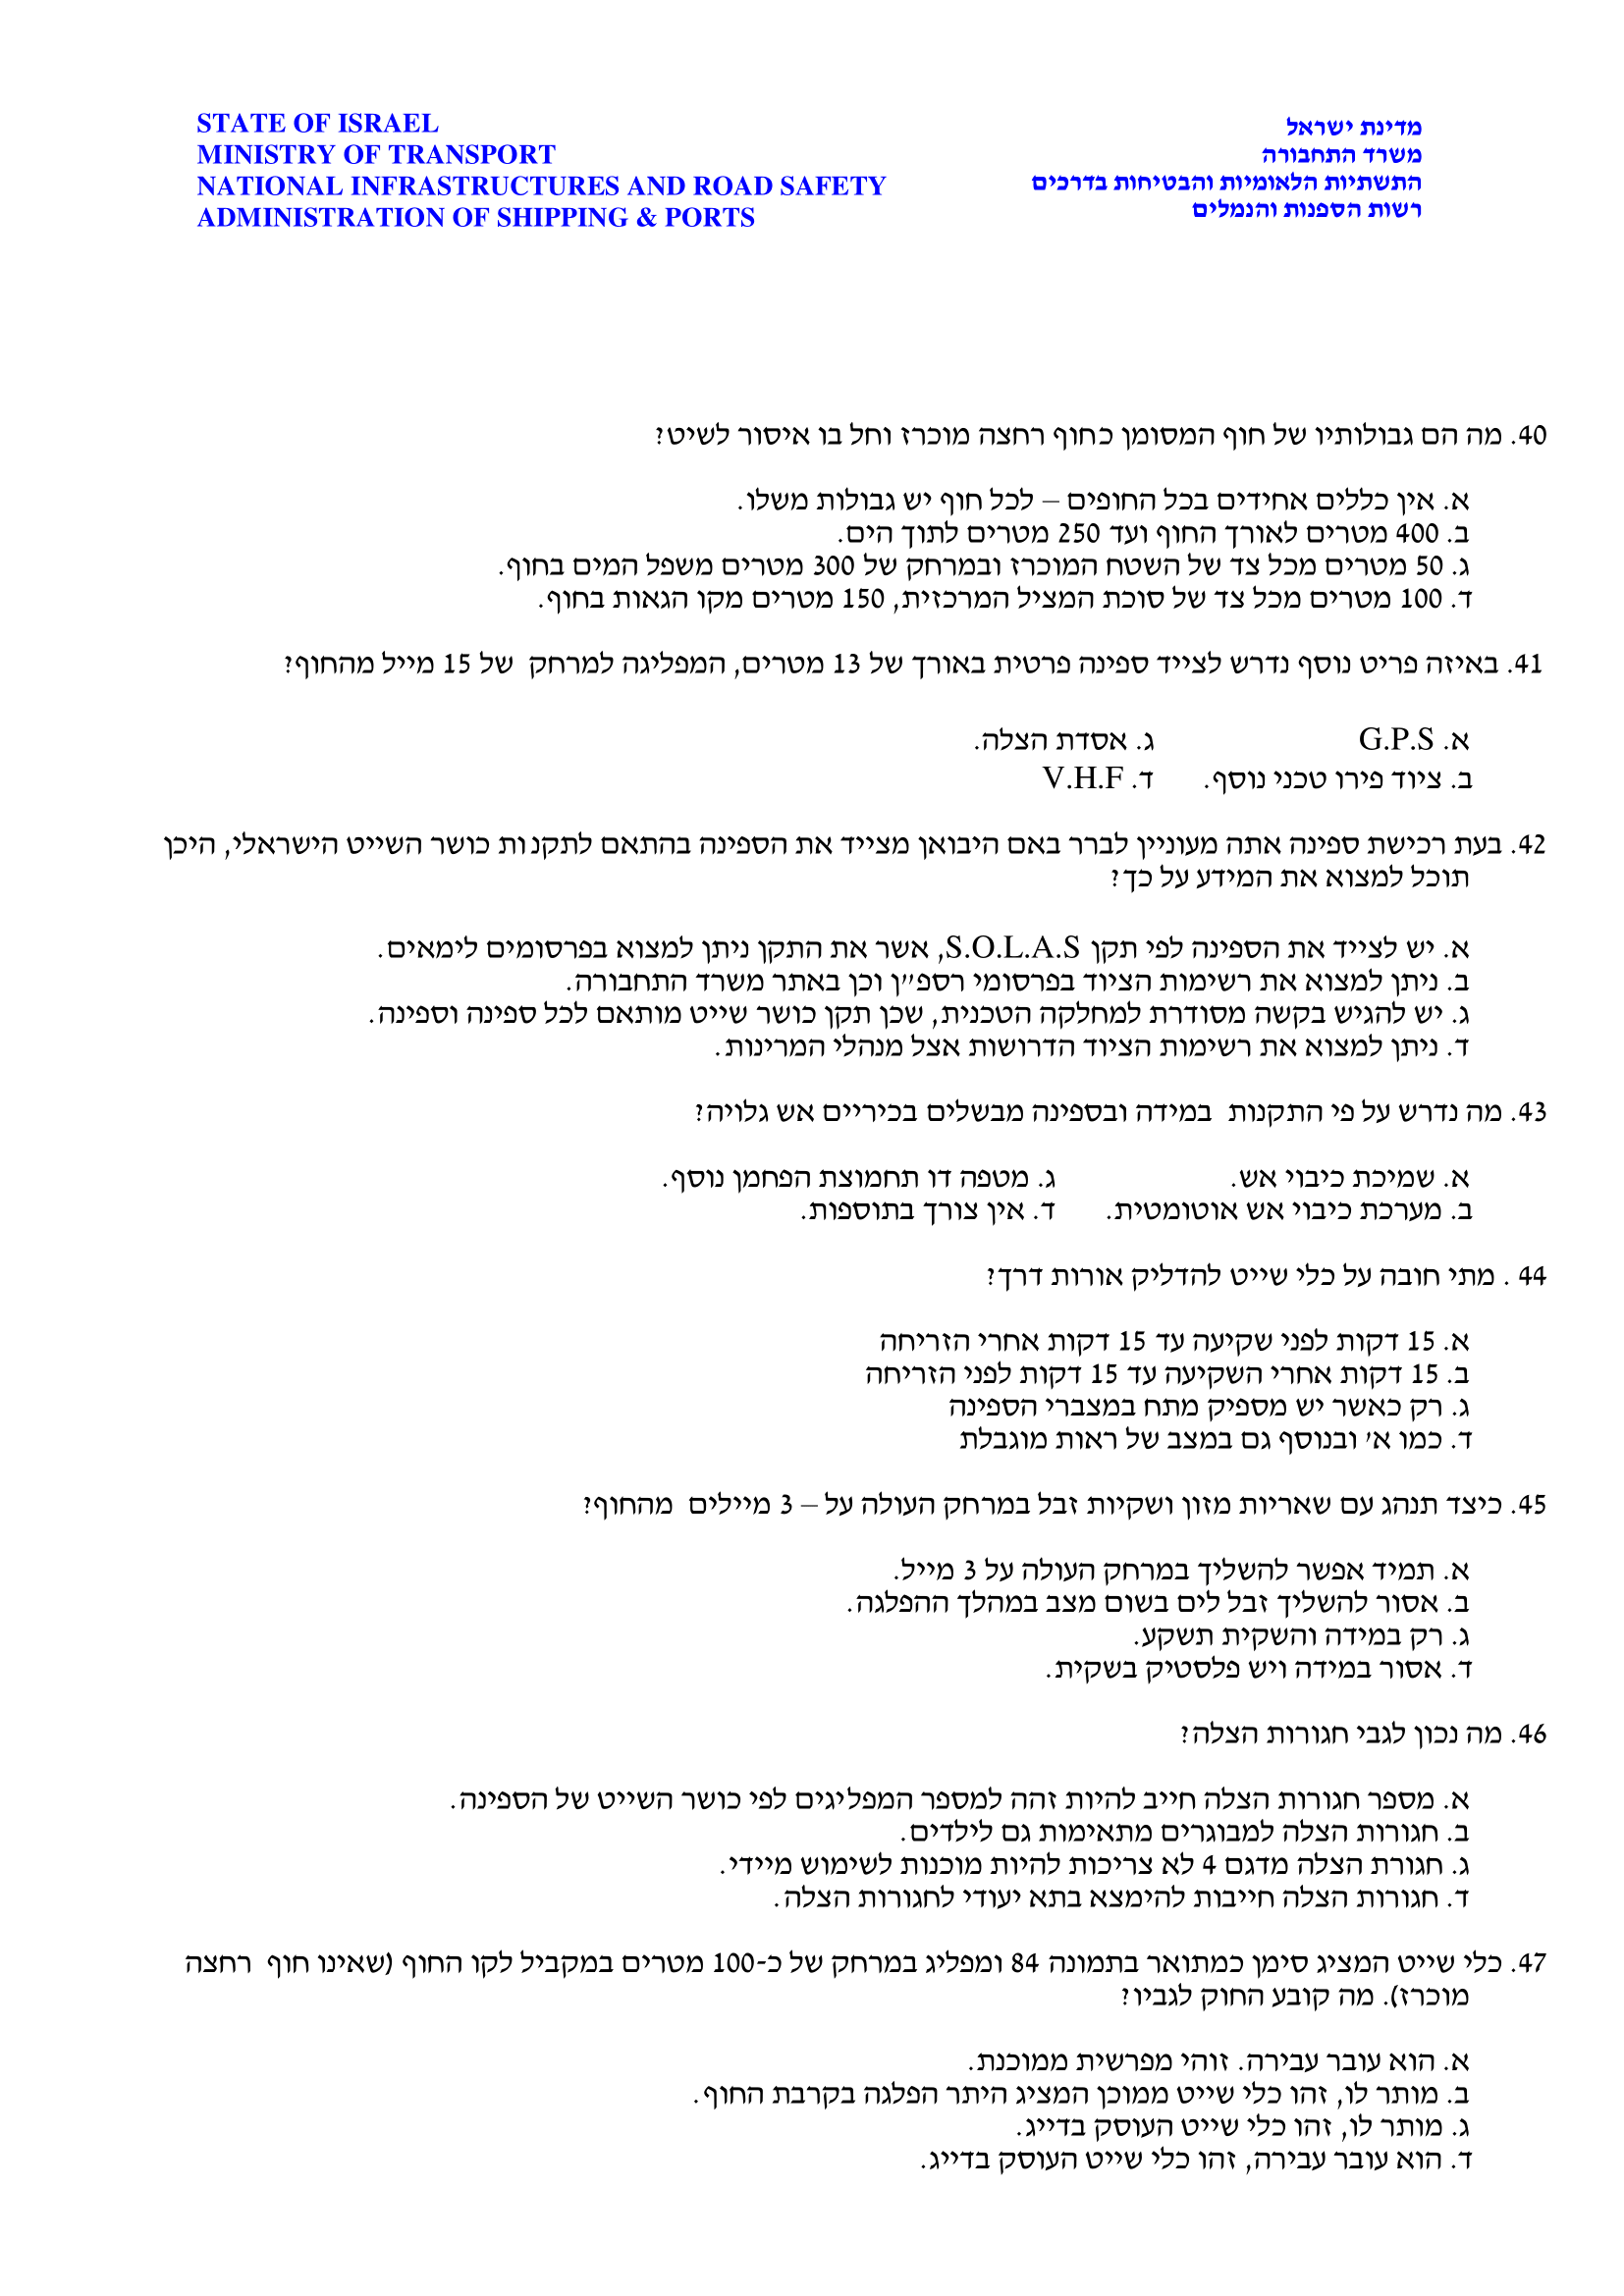 STATE OF ISRAEL
MINISTRY OF TRANSPORT
NATIONAL INFRASTRUCTURES AND ROAD SAFETY
ADMINISTRATION OF SHIPPING & PORTS
מדינת ישראל
משרד התחבורה
התשתיות הלאומיות והבטיחות בדרכים
רשות הספנות והנמלים
40. מה הם גבולותיו של חוף המסומן כחוף רחצה מוכרז וחל בו איסור לשיט?
א. אין כללים אחידים בכל החופים – לכל חוף יש גבולות משלו.
ב. 400 מטרים לאורך החוף ועד 250 מטרים לתוך הים.
ג. 50 מטרים מכל צד של השטח המוכרז ובמרחק של 300 מטרים משפל המים בחוף.
ד. 100 מטרים מכל צד של סוכת המציל המרכזית, 150 מטרים מקו הגאות בחוף.
41. באיזה פריט נוסף נדרש לצייד ספינה פרטית באורך של 13 מטרים, המפליגה למרחק של 15 מייל מהחוף?
א. G.P.S ג. אסדת הצלה.
ב. ציוד פירו טכני נוסף. ד. V.H.F
42. בעת רכישת ספינה אתה מעוניין לברר באם היבואן מצייד את הספינה בהתאם לתקנות כושר השייט הישראלי, היכן
תוכל למצוא את המידע על כך?
א. יש לצייד את הספינה לפי תקן S.O.L.A.S, אשר את התקן ניתן למצוא בפרסומים לימאים.
ב. ניתן למצוא את רשימות הציוד בפרסומי רספ״ן וכן באתר משרד התחבורה.
ג. יש להגיש בקשה מסודרת למחלקה הטכנית, שכן תקן כושר שייט מותאם לכל ספינה וספינה.
ד. ניתן למצוא את רשימות הציוד הדרושות אצל מנהלי המרינות.
43. מה נדרש על פי התקנות במידה ובספינה מבשלים בכיריים אש גלויה?
א. שמיכת כיבוי אש. ג. מטפה דו תחמוצת הפחמן נוסף.
ב. מערכת כיבוי אש אוטומטית. ד. אין צורך בתוספות.
44 . מתי חובה על כלי שייט להדליק אורות דרך?
א. 15 דקות לפני שקיעה עד 15 דקות אחרי הזריחה
ב. 15 דקות אחרי השקיעה עד 15 דקות לפני הזריחה
ג. רק כאשר יש מספיק מתח במצברי הספינה
ד. כמו א׳ ובנוסף גם במצב של ראות מוגבלת
45. כיצד תנהג עם שאריות מזון ושקיות זבל במרחק העולה על – 3 מיילים מהחוף?
א. תמיד אפשר להשליך במרחק העולה על 3 מייל.
ב. אסור להשליך זבל לים בשום מצב במהלך ההפלגה.
ג. רק במידה והשקית תשקע.
ד. אסור במידה ויש פלסטיק בשקית.
46. מה נכון לגבי חגורות הצלה?
א. מספר חגורות הצלה חייב להיות זהה למספר המפליגים לפי כושר השייט של הספינה.
ב. חגורות הצלה למבוגרים מתאימות גם לילדים.
ג. חגורת הצלה מדגם 4 לא צריכות להיות מוכנות לשימוש מיידי.
ד. חגורות הצלה חייבות להימצא בתא יעודי לחגורות הצלה.
47. כלי שייט המציג סימן כמתואר בתמונה 84 ומפליג במרחק של כ-100 מטרים במקביל לקו החוף (שאינו חוף רחצה
מוכרז). מה קובע החוק לגביו?
א. הוא עובר עבירה. זוהי מפרשית ממוכנת.
ב. מותר לו, זהו כלי שייט ממוכן המציג היתר הפלגה בקרבת החוף.
ג. מותר לו, זהו כלי שייט העוסק בדייג.
ד. הוא עובר עבירה, זהו כלי שייט העוסק בדייג.